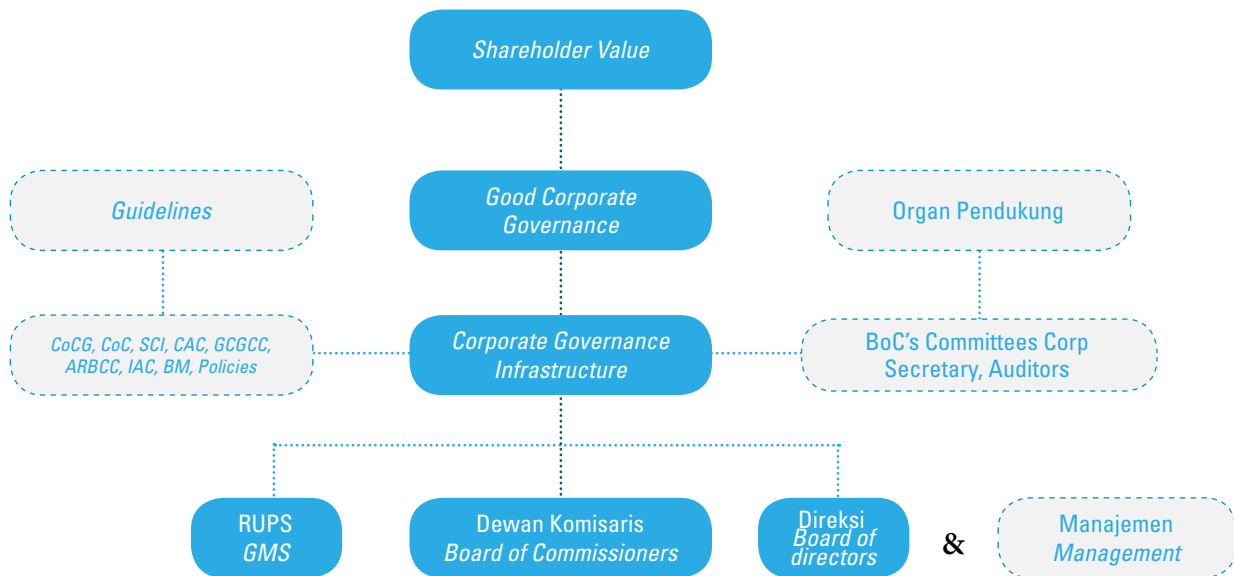 Shareholder Value
Guidelines
Good Corporate
Governance
Organ Pendukung
CoCG, CoC, SCI, CAC, GCGCC,
ARBCC, IAC, BM, Policies
Corporate Governance
Infrastructure
BoC’s Committees Corp
Secretary, Auditors
RUPS
GMS
Dewan Komisaris
Board of Commissioners
Direksi
Board of
directors
&
Manajemen
Management